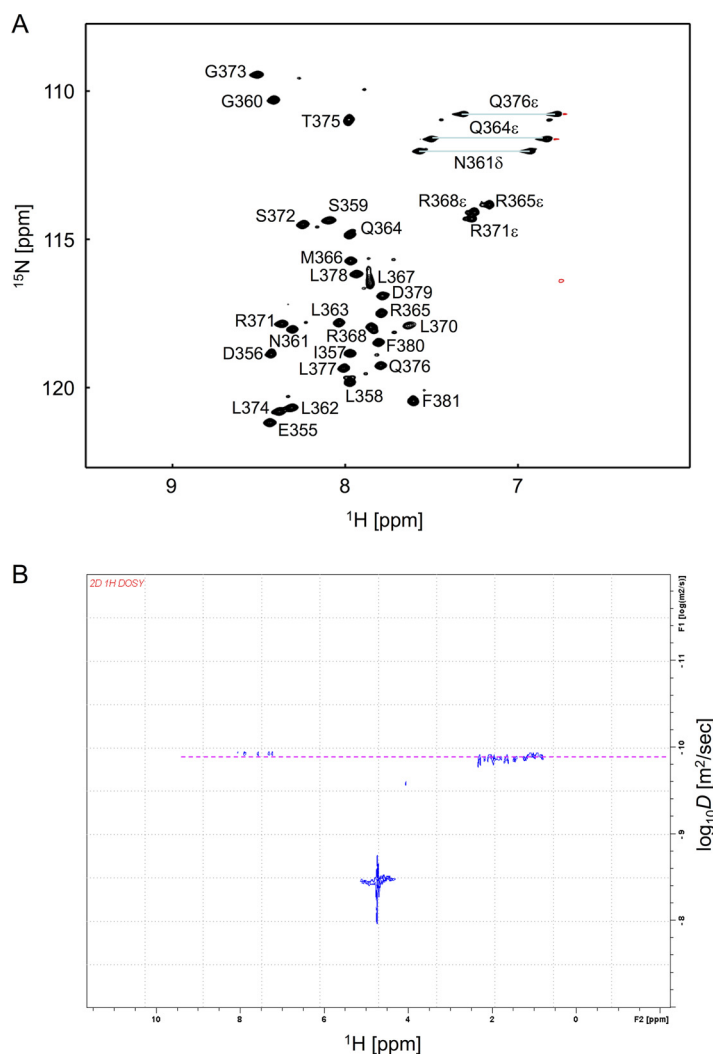 A
110
115
120
¹⁵N [ppm]
G373
G360
T375
Q376ε
Q364ε
N361δ
R368ε
R365ε
R371ε
S372
S359
Q364
M366
L378
L367
D379
R371
L363
R365
N361
R368
L370
D356
I357
F380
L377
Q376
L358
L374
L362
F381
E355
9
8
7
¹H [ppm]
B
2D 1H DOSY
F1 [log(m2/s)]
-11
-10
-9
-8
log₁₀D [m²/sec]
10
8
6
4
2
0
F2 [ppm]
¹H [ppm]